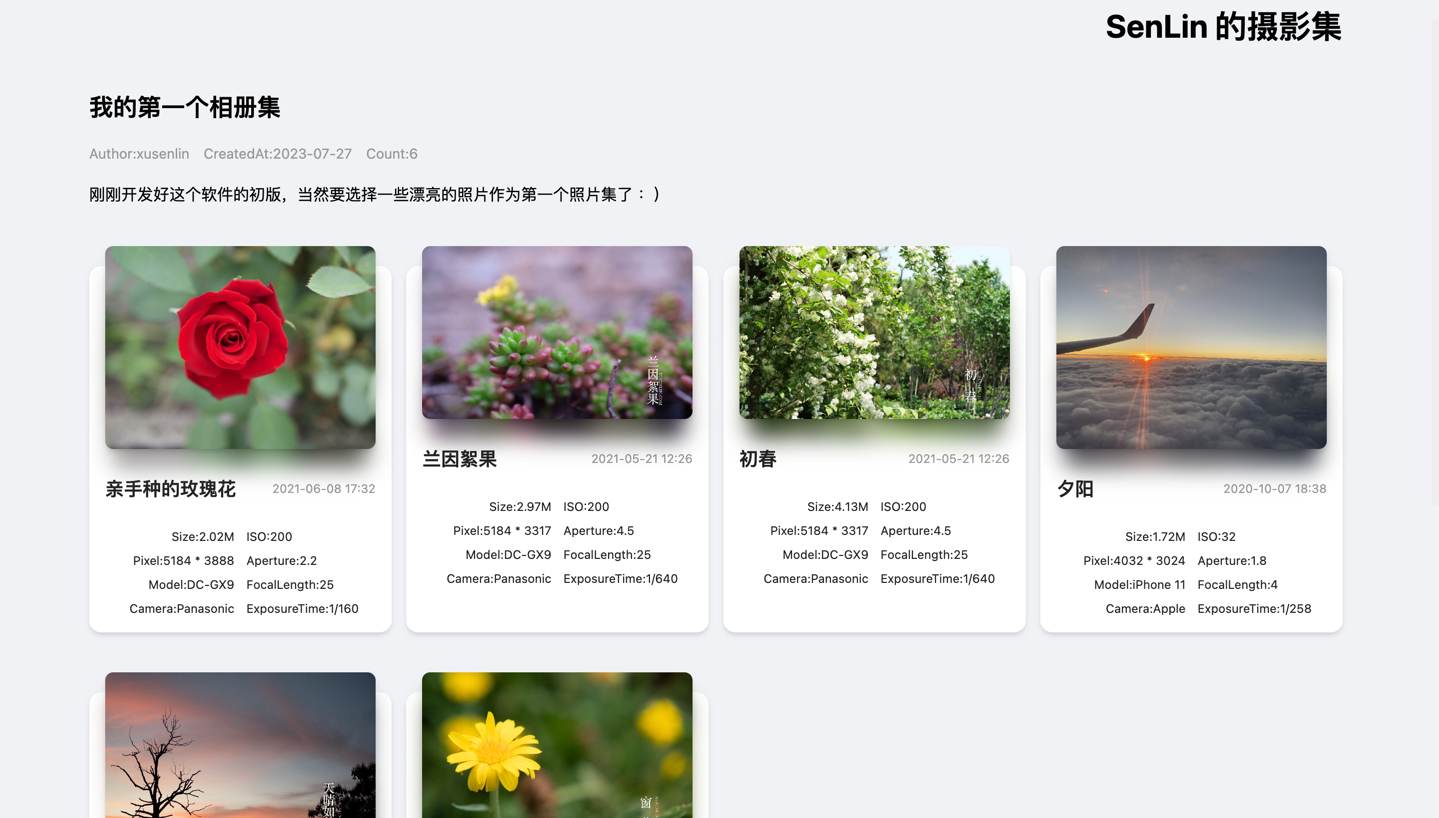 SenLin 的摄影集
我的第一个相册集
Author:xusenlin CreatedAt:2023-07-27 Count:6
刚刚开发好这个软件的初版，当然要选择一些漂亮的照片作为第一个照片集了：）
亲手种的玫瑰花 2021-06-08 17:32
Size:2.02M ISO:200
Pixel:5184 * 3888 Aperture:2.2
Model:DC-GX9 FocalLength:25
Camera:Panasonic ExposureTime:1/160
兰因絮果
兰因絮果 2021-05-21 12:26
Size:2.97M ISO:200
Pixel:5184 * 3317 Aperture:4.5
Model:DC-GX9 FocalLength:25
Camera:Panasonic ExposureTime:1/640
初春
初春 2021-05-21 12:26
Size:4.13M ISO:200
Pixel:5184 * 3317 Aperture:4.5
Model:DC-GX9 FocalLength:25
Camera:Panasonic ExposureTime:1/640
夕阳 2020-10-07 18:38
Size:1.72M ISO:32
Pixel:4032 * 3024 Aperture:1.8
Model:iPhone 11 FocalLength:4
Camera:Apple ExposureTime:1/258
天晴如
窗